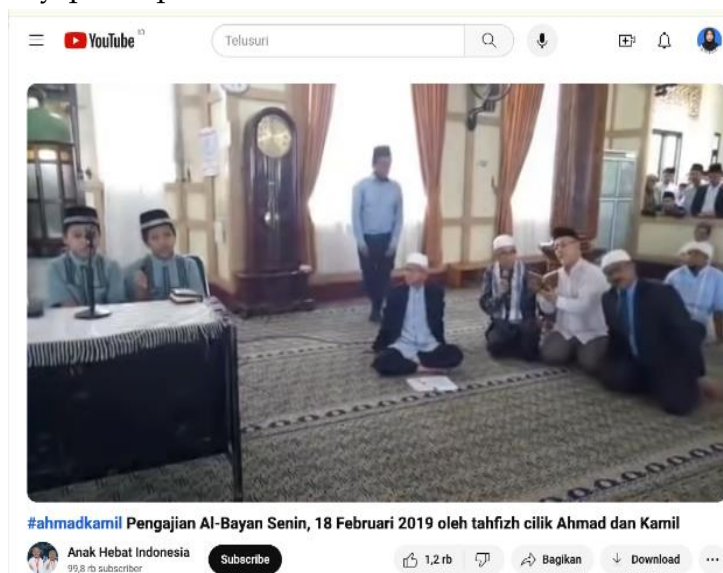 YouTube ID
Telusuri
#ahmadkamil Pengajian Al-Bayan Senin, 18 Februari 2019 oleh tahfizh cilik Ahmad dan Kamil
Anak Hebat Indonesia
99,8 rb subscriber
Subscribe
1,2 rb
Bagikan
Download